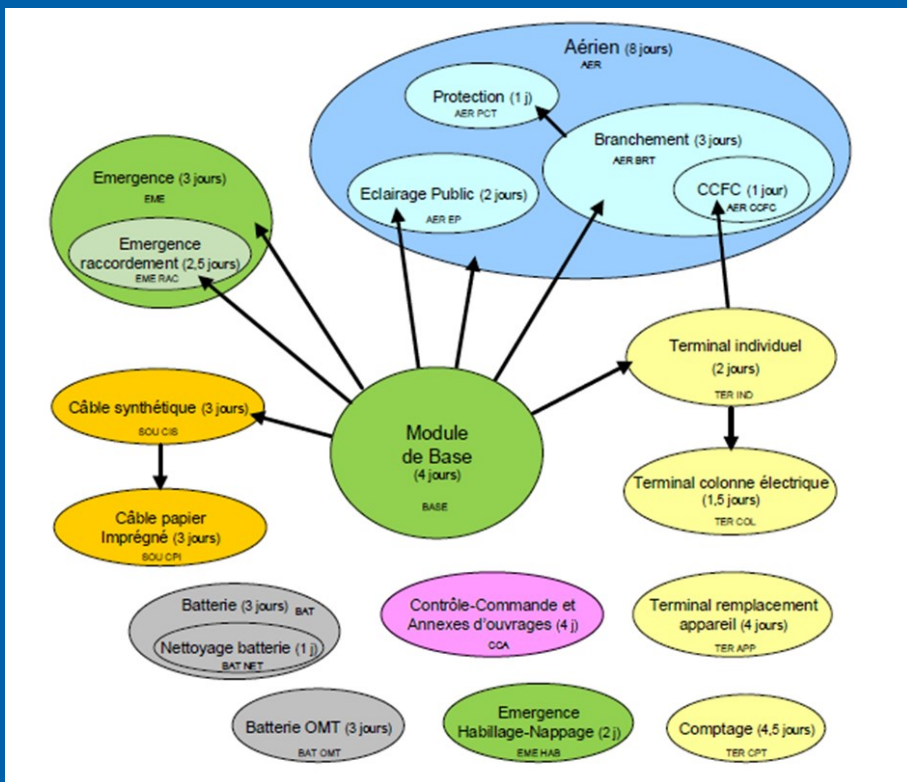 Aérien (8 jours)
AER
Protection (1 j)
AER PCT
Branchement (3 jours)
AER BRT
CCFC (1 jour)
AER CCFC
Eclairage Public (2 jours)
AER EP
Emergence (3 jours)
EME
Emergence
raccordement (2,5 jours)
EME RAC
Terminal individuel
(2 jours)
TER IND
Câble synthétique (3 jours)
SOU CIS
Module
de Base
(4 jours)
BASE
Terminal colonne électrique
(1,5 jours)
TER COL
Câble papier
Imprégné (3 jours)
SOU CPI
Batterie (3 jours) BAT
Nettoyage batterie (1 j)
BAT NET
Contrôle-Commande et
Annexes d'ouvrages (4 j)
CCA
Terminal remplacement
appareil (4 jours)
TER APP
Batterie OMT (3 jours)
BAT OMT
Emergence
Habillage-Nappage (2 j)
EME HAB
Comptage (4,5 jours)
TER CPT